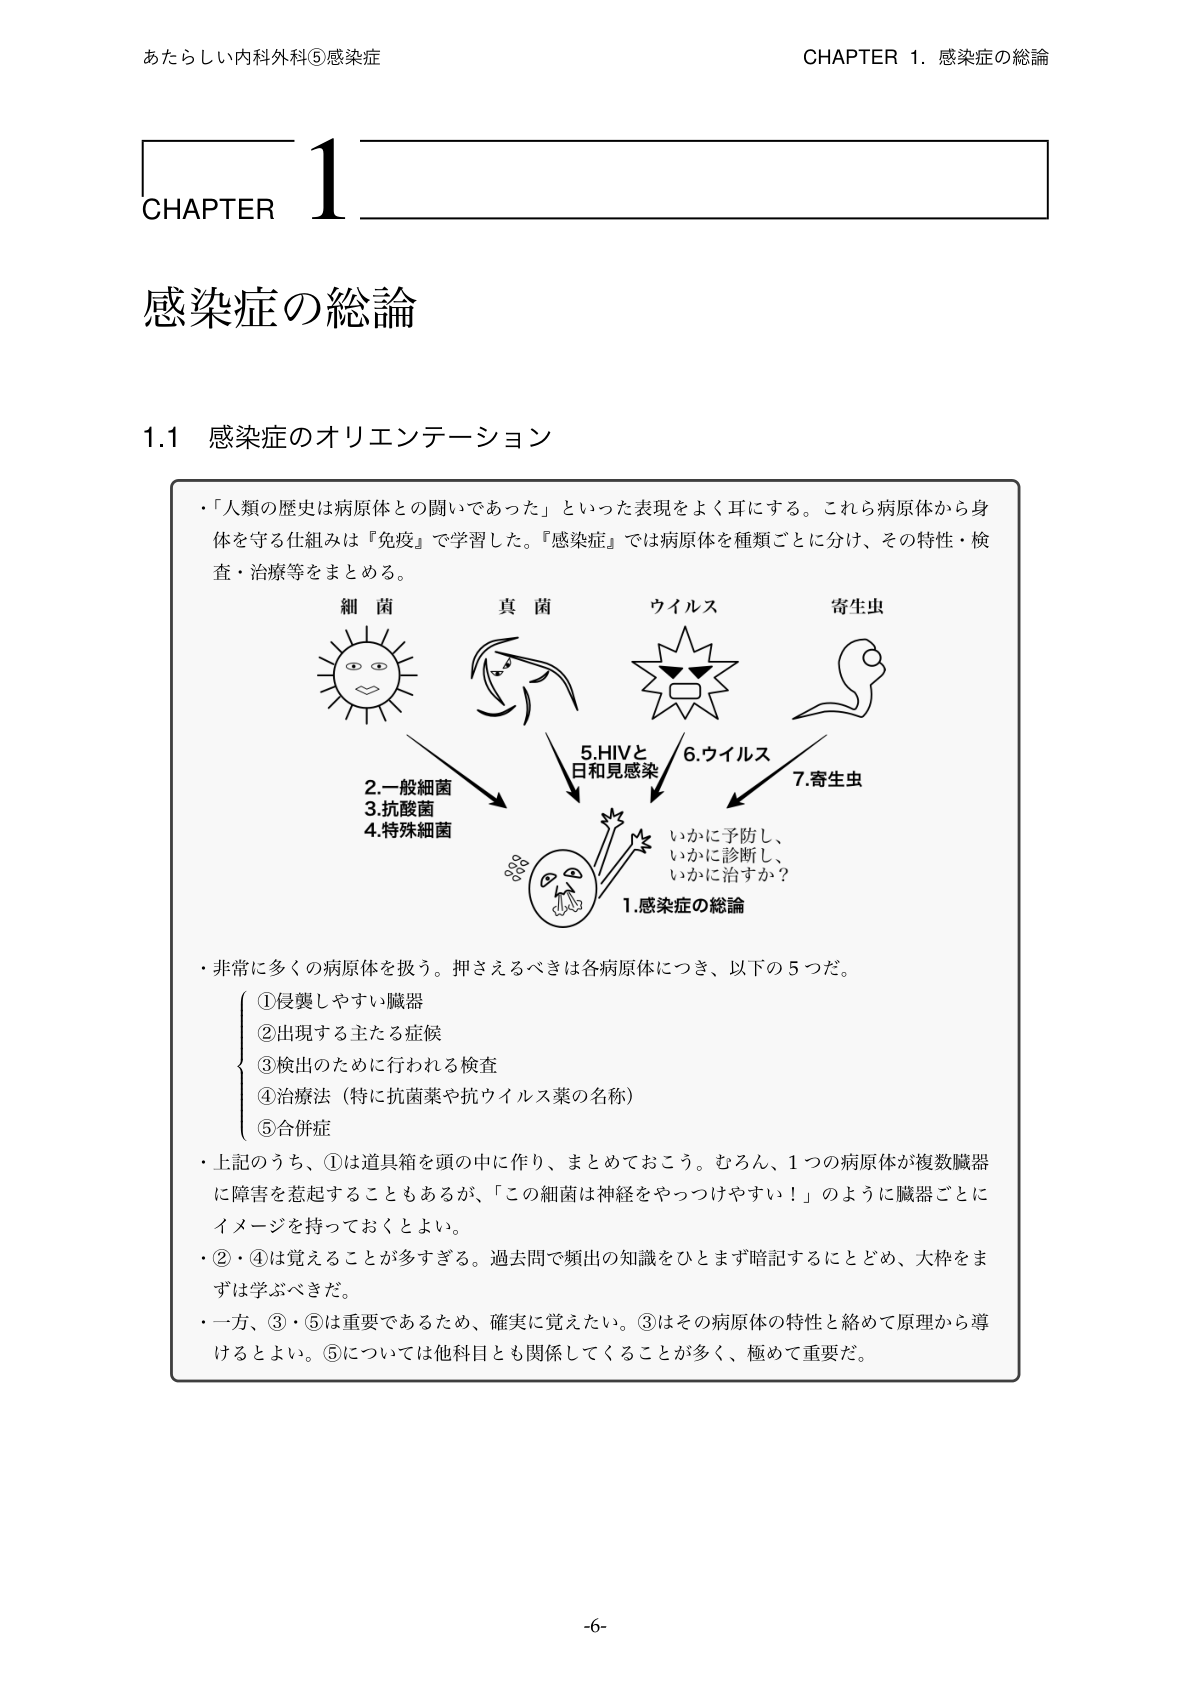 あたらしい内科外科⑤感染症
CHAPTER 1. 感染症の総論
CHAPTER 1
感染症の総論
1.1 感染症のオリエンテーション
・「人類の歴史は病原体との闘いであった」といった表現をよく耳にする。これら病原体から身
体を守る仕組みは『免疫』で学習した。『感染症』では病原体を種類ごとに分け、その特性・検
査・治療等をまとめる。
細 菌 真 菌 ウイルス 寄生虫
5.HIVと
日和見感染
6.ウイルス
7.寄生虫
2.一般細菌
3.抗酸菌
4.特殊細菌
いかに予防し、
いかに診断し、
いかに治すか？
1.感染症の総論
・非常に多くの病原体を扱う。押さえるべきは各病原体につき、以下の 5 つだ。
①侵襲しやすい臓器
②出現する主たる症候
③検出のために行われる検査
④治療法（特に抗菌薬や抗ウイルス薬の名称）
⑤合併症
・上記のうち、①は道具箱を頭の中に作り、まとめておこう。むろん、1 つの病原体が複数臓器
に障害を惹起することもあるが、「この細菌は神経をやっつけやすい！」のように臓器ごとに
イメージを持っておくとよい。
・②・④は覚えることが多すぎる。過去問で頻出の知識をひとまず暗記するにとどめ、大枠をま
ずは学ぶべきだ。
・一方、③・⑤は重要であるため、確実に覚えたい。③はその病原体の特性と絡めて原理から導
けるとよい。⑤については他科目とも関係してくることが多く、極めて重要だ。
-6-